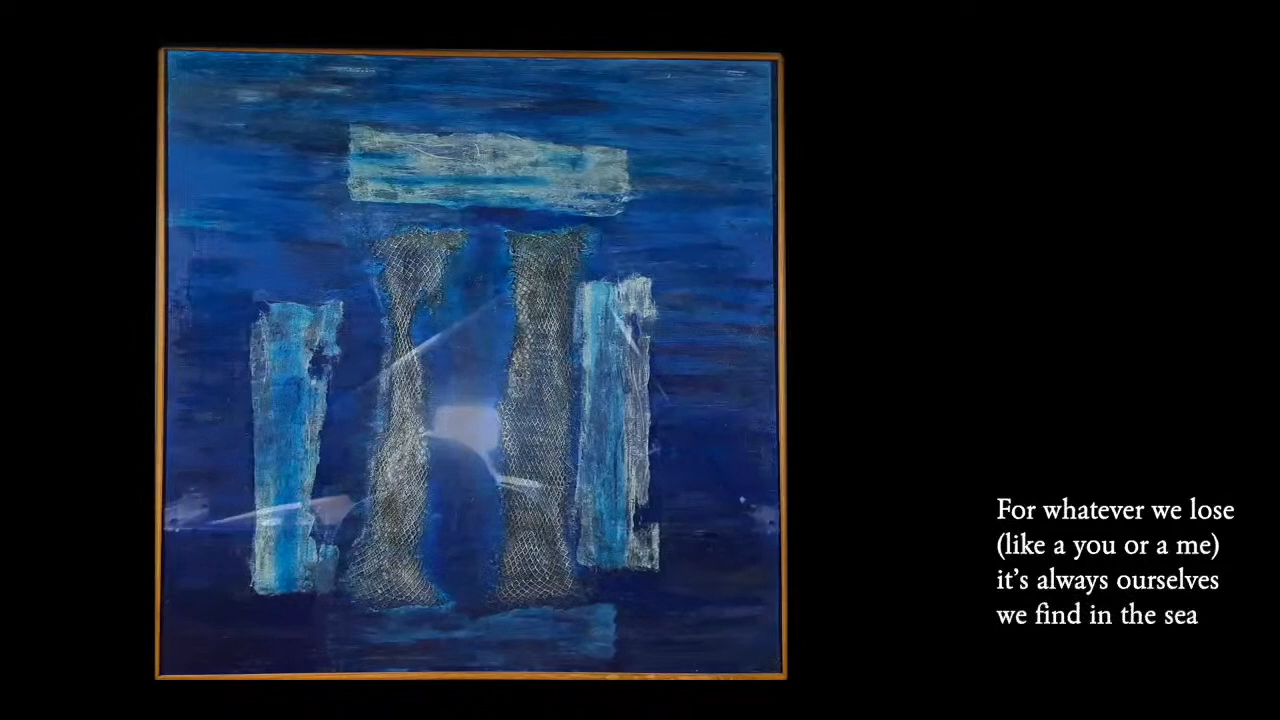 For whatever we lose
(like a you or a me)
it's always ourselves
we find in the sea